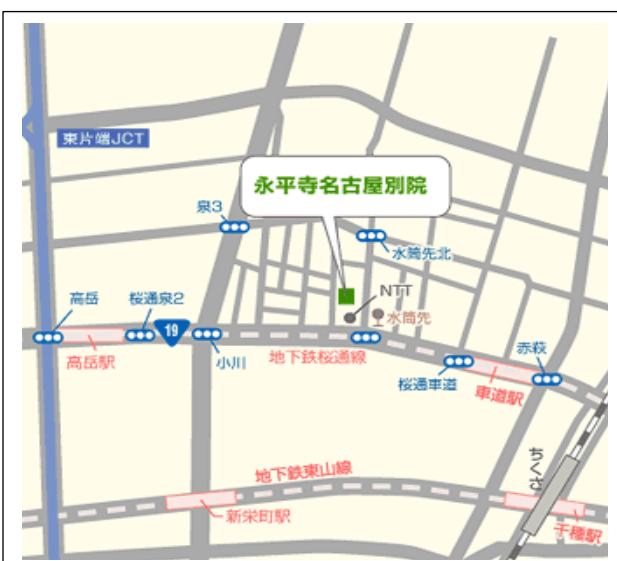 東片端JCT
永平寺名古屋別院
泉3
水筒先北
NTT
水筒先
高岳
桜通泉2
19
高岳駅
小川
地下鉄桜通線
桜通車道
赤萩
車道駅
ちくさ
地下鉄東山線
新栄町駅
千種駅